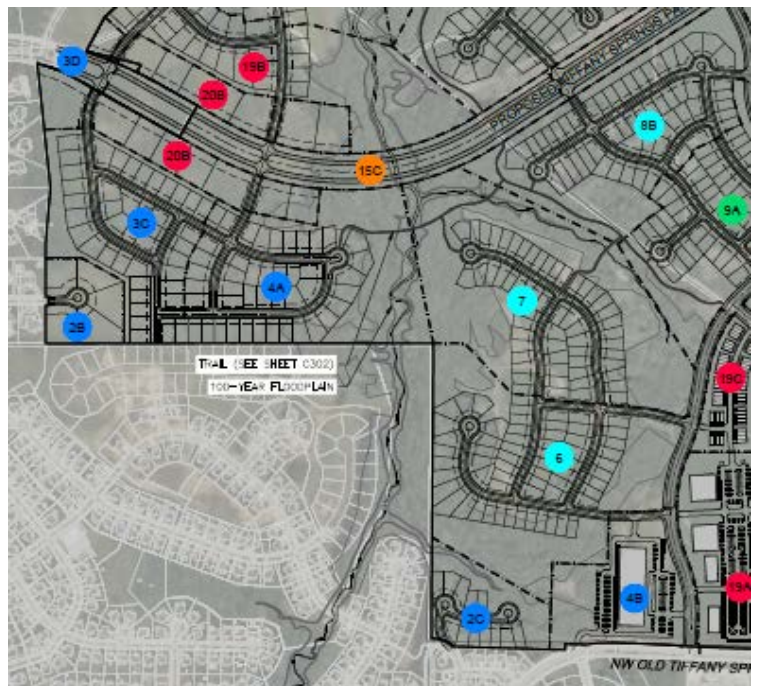 3D
19B
20B
PROPOSED TIFFANY SPRINGS
8B
20B
15C
9A
3C
4A
7
2B
TRAIL (SEE SHEET C302)
100-YEAR FLOODPLAIN
19C
6
19A
4B
2C
NW OLD TIFFANY SPR